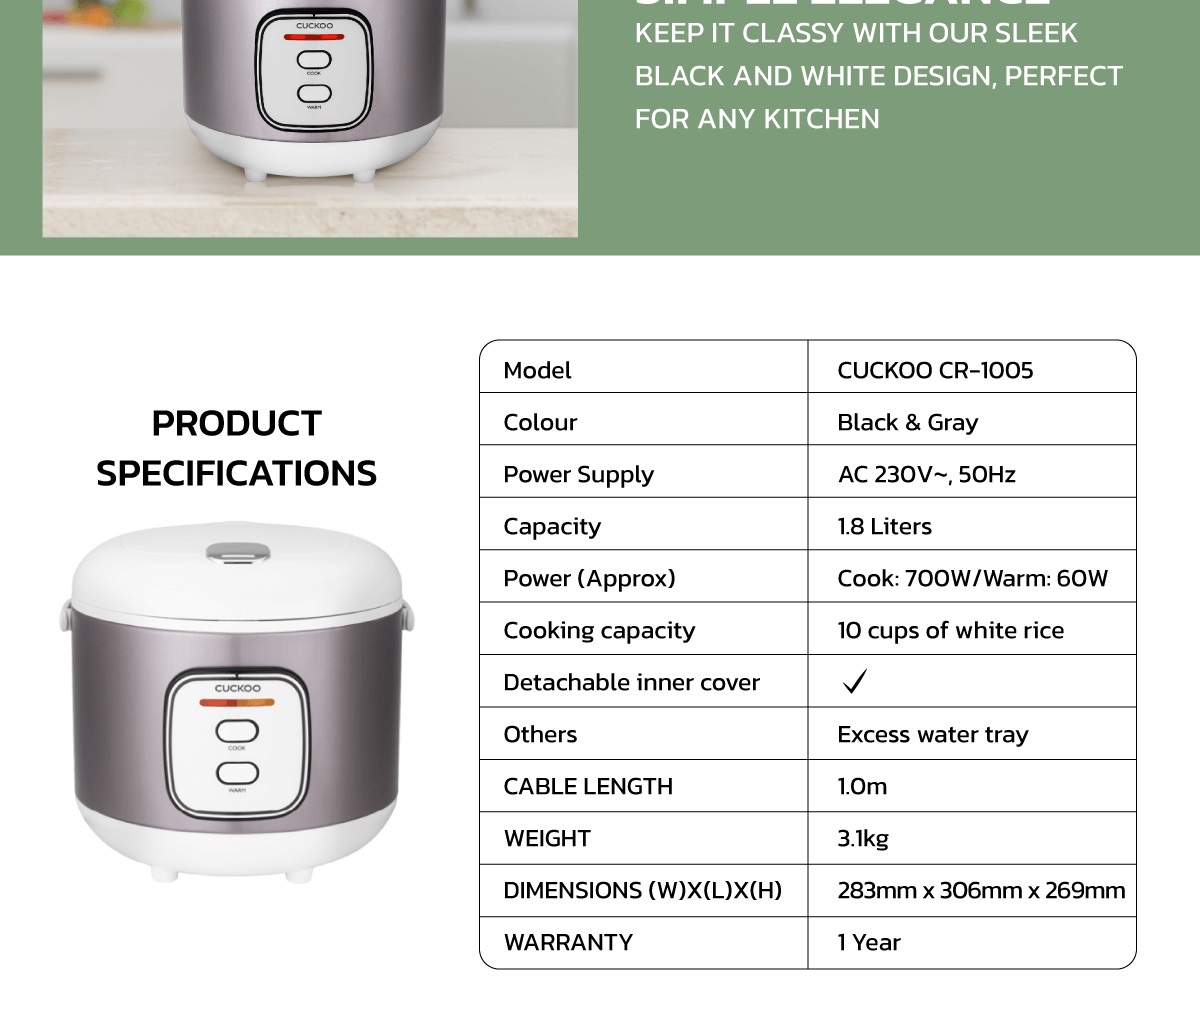 SIMPLE ELEGANCE
KEEP IT CLASSY WITH OUR SLEEK
BLACK AND WHITE DESIGN, PERFECT
FOR ANY KITCHEN
CUCKOO
COOK
WARM
PRODUCT
SPECIFICATIONS
CUCKOO
COOK
WARM
Model CUCKOO CR-1005
Colour Black & Gray
Power Supply AC 230V~, 50Hz
Capacity 1.8 Liters
Power (Approx) Cook: 700W/Warm: 60W
Cooking capacity 10 cups of white rice
Detachable inner cover ✓
Others Excess water tray
CABLE LENGTH 1.0m
WEIGHT 3.1kg
DIMENSIONS (W)X(L)X(H) 283mm x 306mm x 269mm
WARRANTY 1 Year